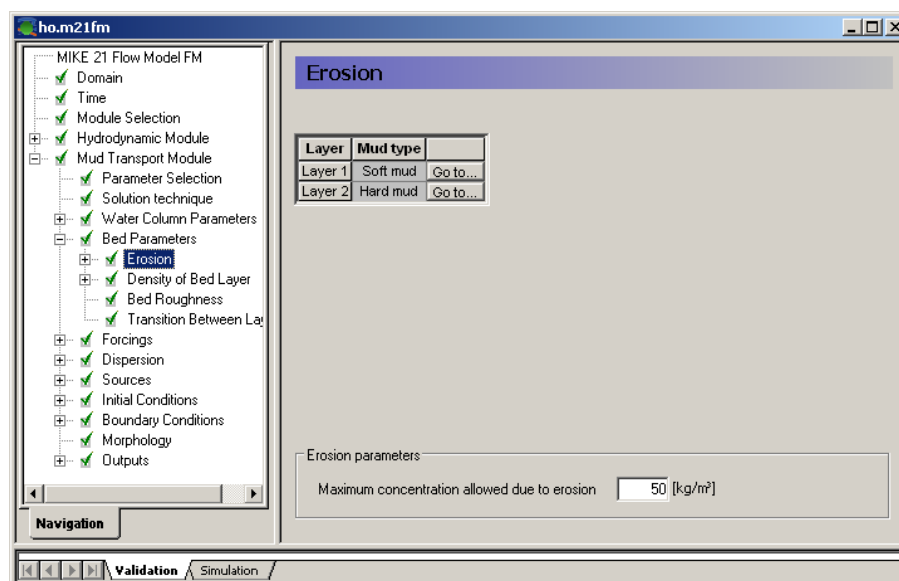 ho.m21fm
MIKE 21 Flow Model FM
Domain
Time
Module Selection
Hydrodynamic Module
Mud Transport Module
Parameter Selection
Solution technique
Water Column Parameters
Bed Parameters
Erosion
Density of Bed Layer
Bed Roughness
Transition Between La
Forcings
Dispersion
Sources
Initial Conditions
Boundary Conditions
Morphology
Outputs
Navigation
Erosion
Layer Mud type
Layer 1 Soft mud Go to...
Layer 2 Hard mud Go to...
Erosion parameters
Maximum concentration allowed due to erosion 50 [kg/m³]
Validation Simulation